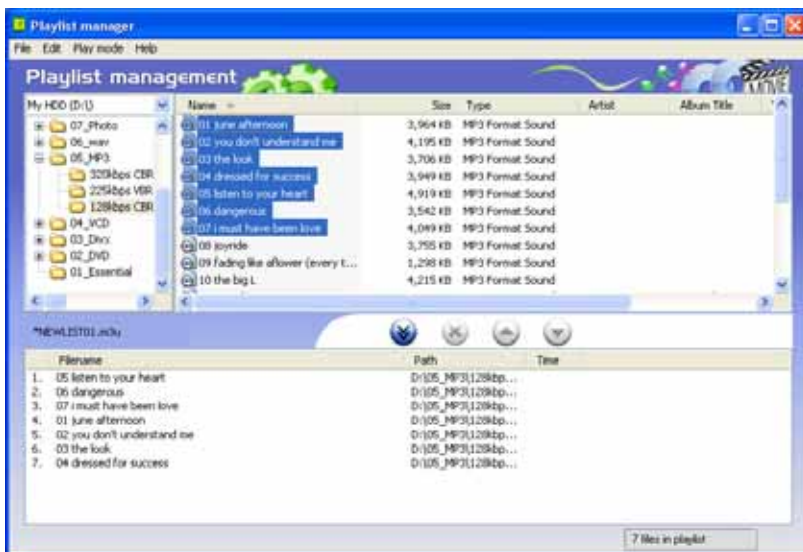 Playlist manager
File Edit Play mode Help
Playlist management
MOVIE
My HDD (D:\) Name Size Type Artist Album Title
07_Photo
06_wav
05_MP3
320kbps CBR
225kbps VBR
128kbps CBR
04_VCD
03_Divx
02_DVD
01_Essential
01 june afternoon 3,964 KB MP3 Format Sound
02 you don't understand me 4,195 KB MP3 Format Sound
03 the look 3,706 KB MP3 Format Sound
04 dressed for success 3,949 KB MP3 Format Sound
05 listen to your heart 4,919 KB MP3 Format Sound
06 dangerous 3,542 KB MP3 Format Sound
07 i must have been love 4,049 KB MP3 Format Sound
08 joyride 3,755 KB MP3 Format Sound
09 fading like aflower (every t... 1,298 KB MP3 Format Sound
10 the big L 4,215 KB MP3 Format Sound
*NEWLIST01.m3u
Filename Path Time
1. 05 listen to your heart D:\05_MP3\128kbp...
2. 06 dangerous D:\05_MP3\128kbp...
3. 07 i must have been love D:\05_MP3\128kbp...
4. 01 june afternoon D:\05_MP3\128kbp...
5. 02 you don't understand me D:\05_MP3\128kbp...
6. 03 the look D:\05_MP3\128kbp...
7. 04 dressed for success D:\05_MP3\128kbp...
7 files in playlist